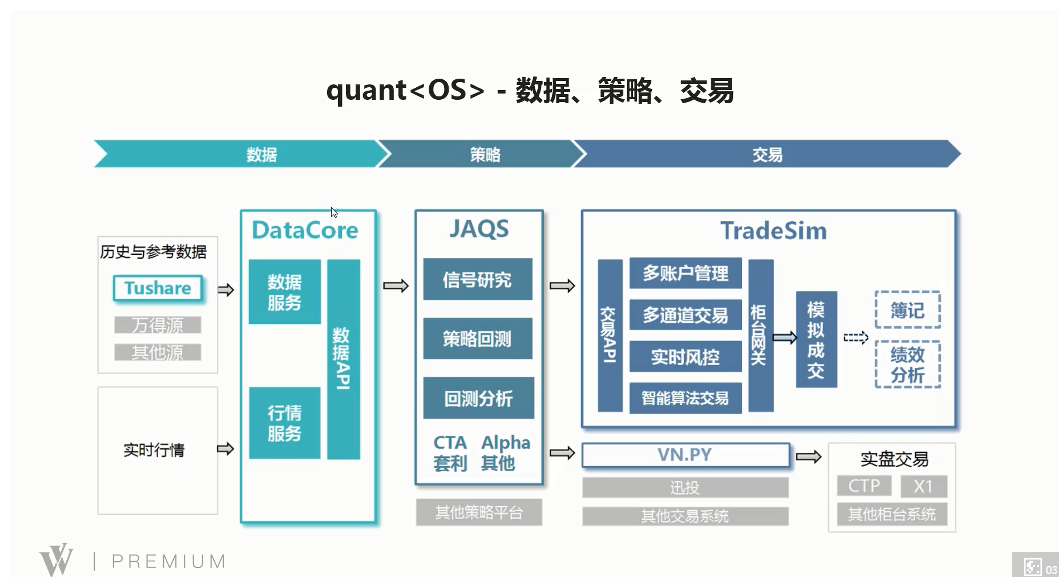 quant<OS> - 数据、策略、交易
数据
策略
交易
历史与参考数据
Tushare
万得源
其他源
实时行情
DataCore
数据
服务
行情
服务
数据API
JAQS
信号研究
策略回测
回测分析
CTA Alpha
套利 其他
其他策略平台
TradeSim
交易API
多账户管理
多通道交易
实时风控
智能算法交易
柜台网关
模拟成交
簿记
绩效
分析
VN.PY
迅投
其他交易系统
实盘交易
CTP X1
其他柜台系统
W | PREMIUM
03